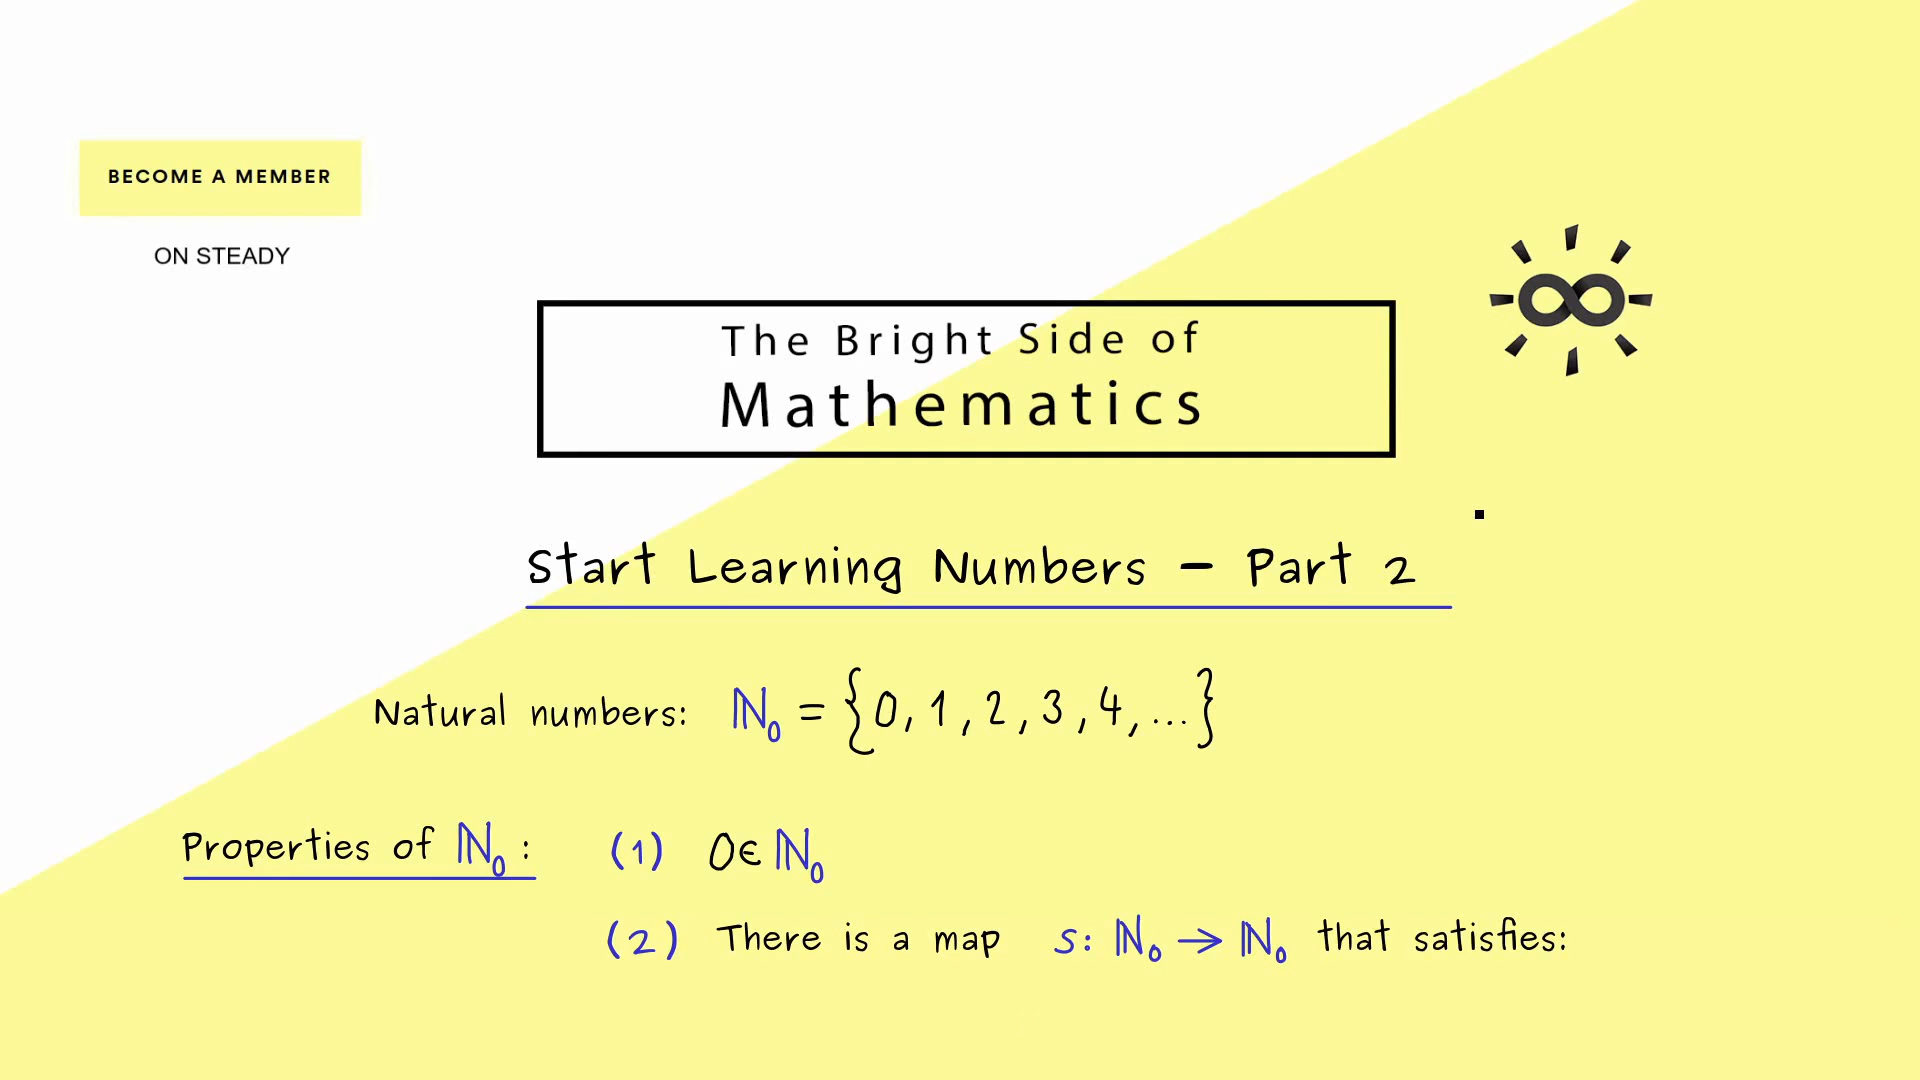 BECOME A MEMBER
ON STEADY
The Bright Side of
Mathematics
Start Learning Numbers – Part 2
Natural numbers: ℕ₀ = {0, 1, 2, 3, 4, ...}
Properties of ℕ₀: (1) 0∈ ℕ₀
(2) There is a map s: ℕ₀ → ℕ₀ that satisfies: